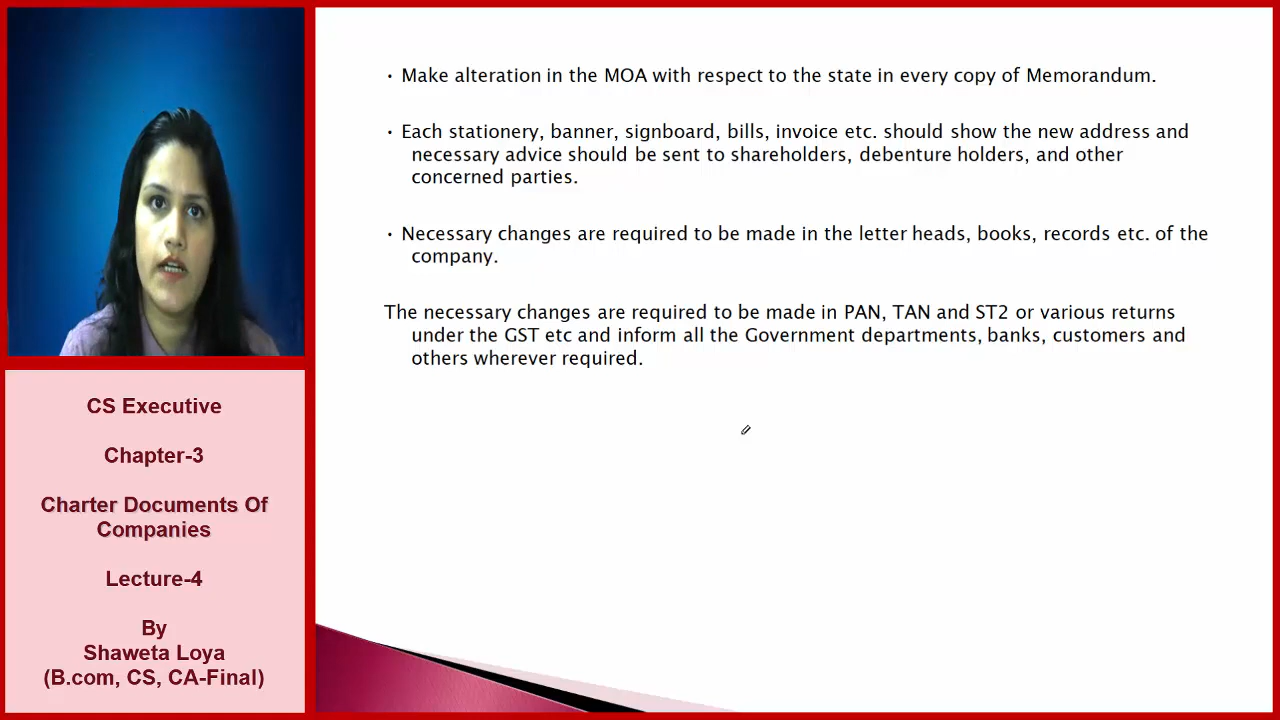 • Make alteration in the MOA with respect to the state in every copy of Memorandum.
• Each stationery, banner, signboard, bills, invoice etc. should show the new address and
necessary advice should be sent to shareholders, debenture holders, and other
concerned parties.
• Necessary changes are required to be made in the letter heads, books, records etc. of the
company.
The necessary changes are required to be made in PAN, TAN and ST2 or various returns
under the GST etc and inform all the Government departments, banks, customers and
others wherever required.
CS Executive
Chapter-3
Charter Documents Of
Companies
Lecture-4
By
Shaweta Loya
(B.com, CS, CA-Final)